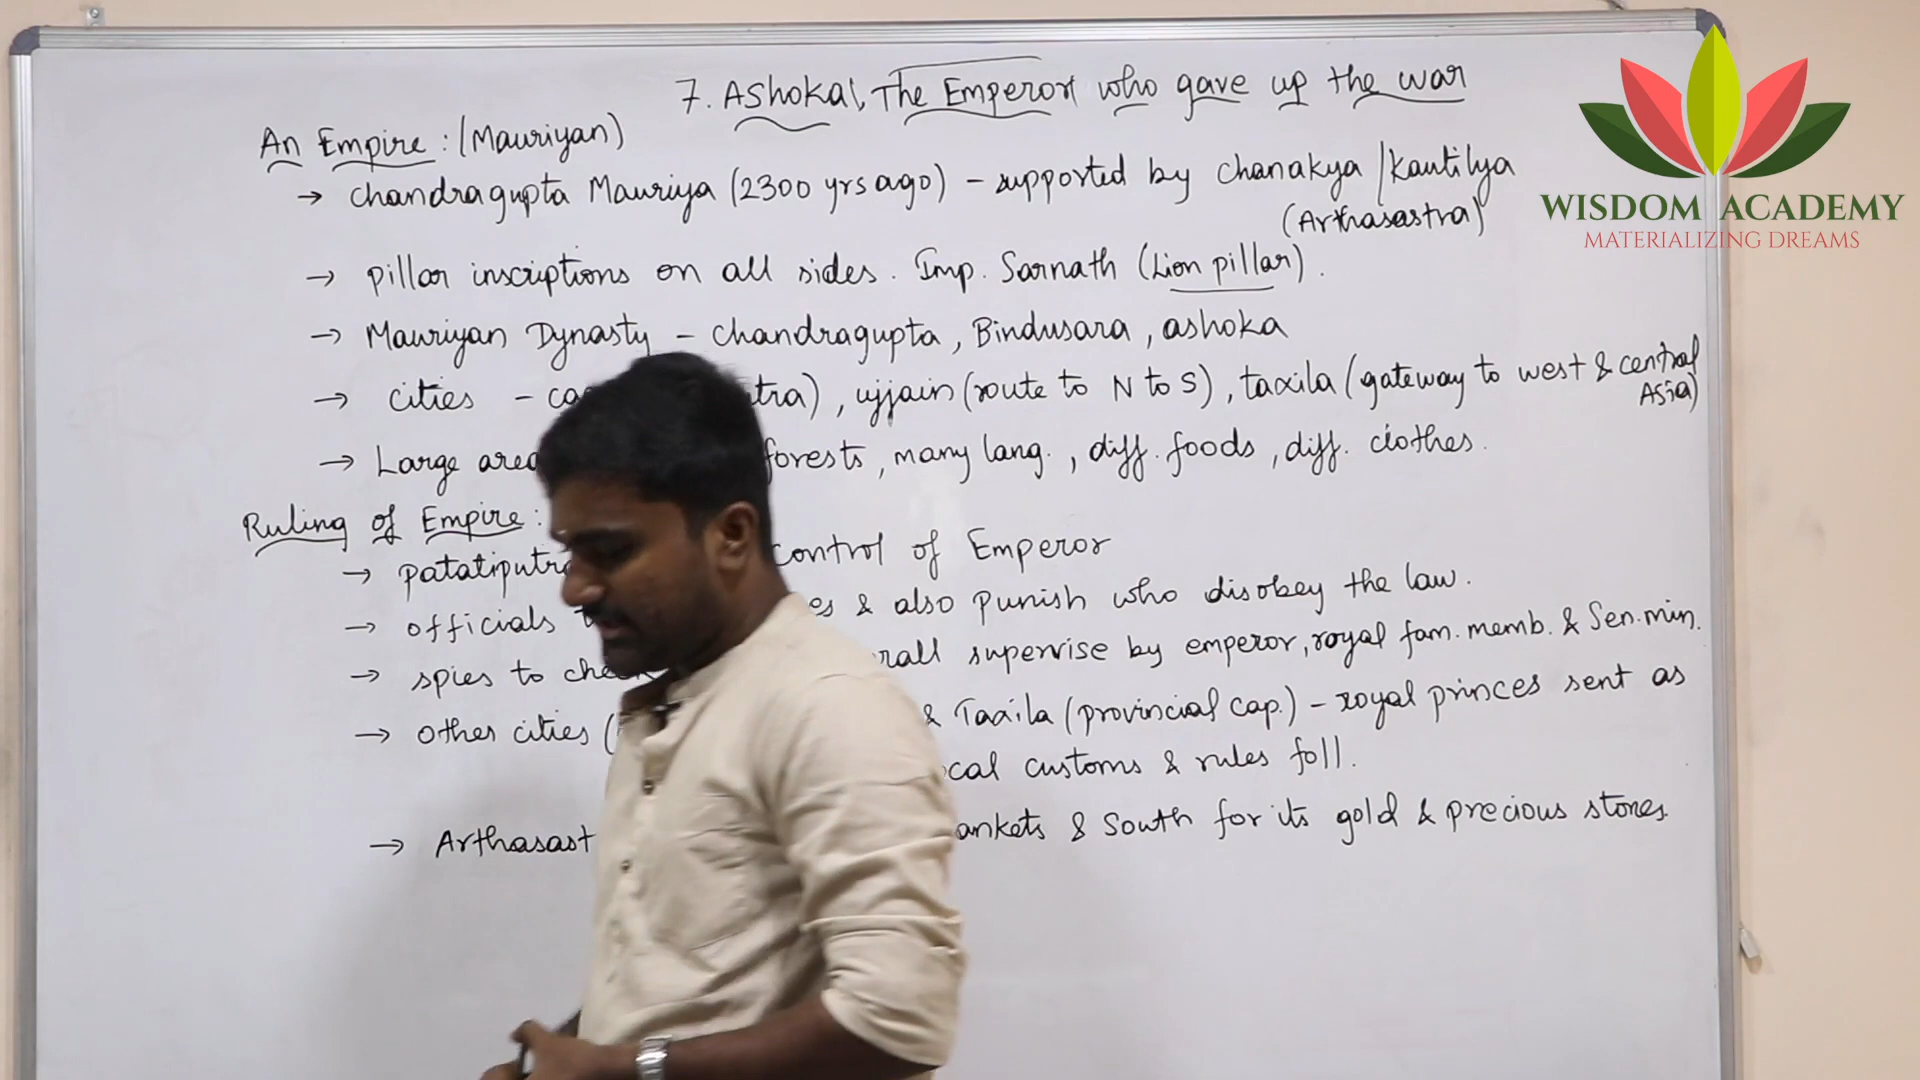 7. Ashoka, The Emperor who gave up the war
An Empire : (Mauriyan)
→ Chandragupta Mauriya (2300 yrs ago) - supported by Chanakya / Kautilya
(Arthasastra)
→ pillar inscriptions on all sides. Imp. Sarnath (Lion pillar).
→ Mauriyan Dynasty - Chandragupta, Bindusara, ashoka
→ cities - ca tra), ujjain (route to N to S), taxila (gateway to west & central
Asia)
→ Large area forests, many lang., diff. foods, diff. clothes.
Ruling of Empire :
→ patatiputra control of Emperor
→ officials t es & also punish who disobey the law.
→ spies to check rall supervise by emperor, royal fam. memb. & Sen. min.
→ other cities ( & Taxila (provincial cap.) - royal princes sent as
cal customs & rules foll.
→ Arthasast ankets & South for its gold & precious stones.
WISDOM ACADEMY
MATERIALIZING DREAMS